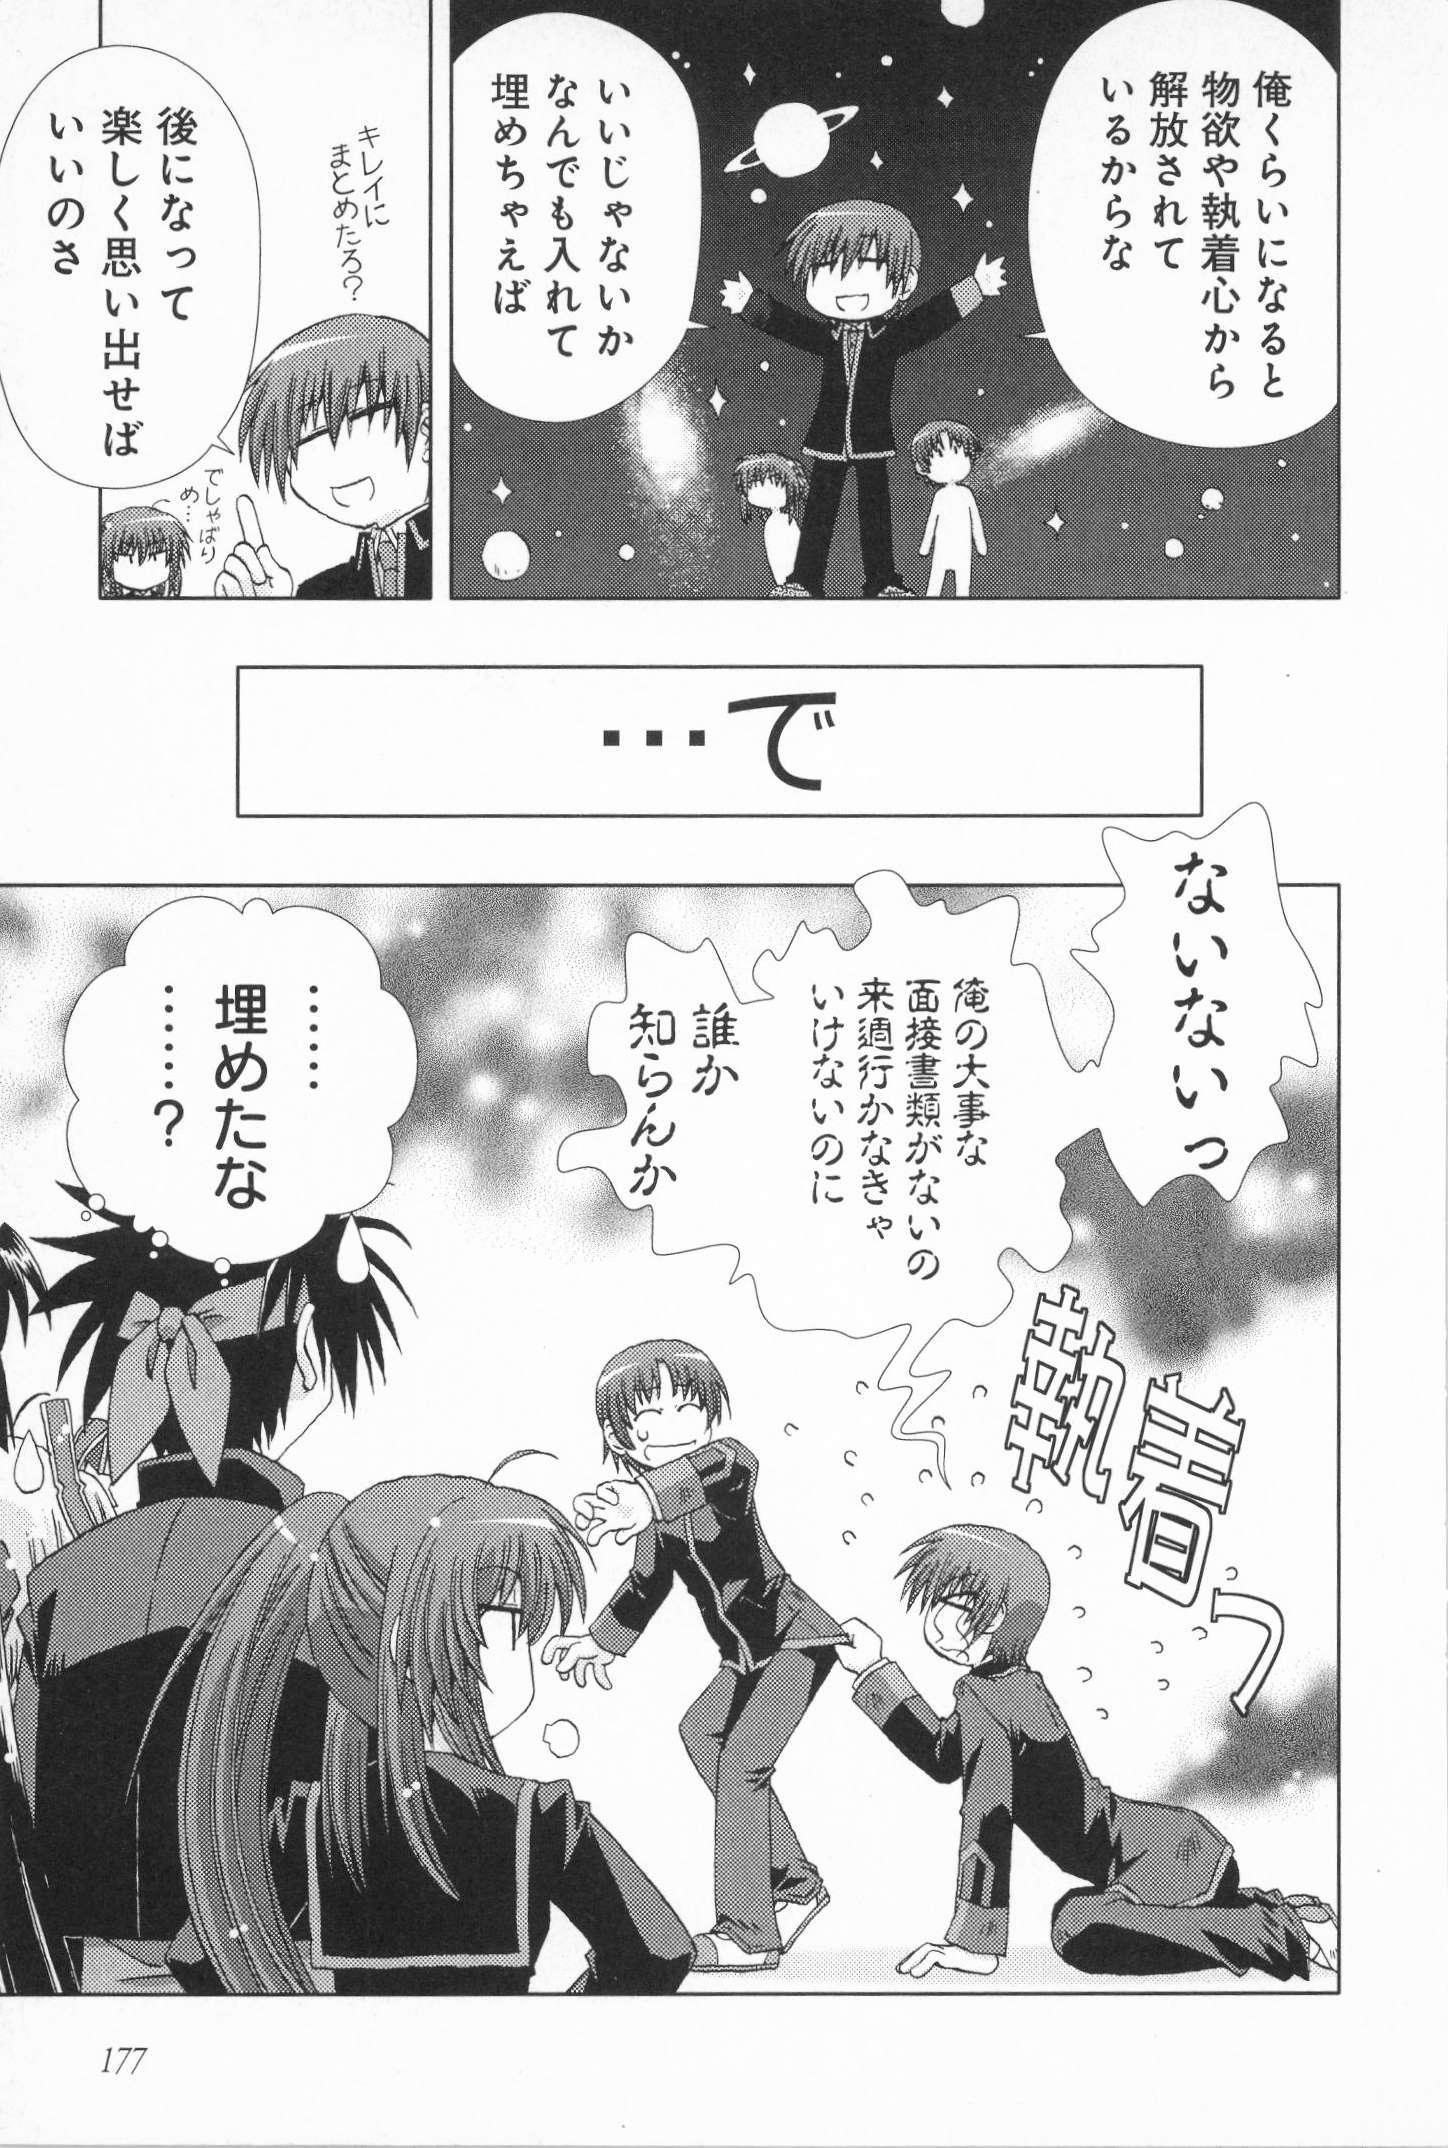 俺くらいになると
物欲や執着心から
解放されて
いるからな
いいじゃないか
なんでも入れて
埋めちゃえば
キレイに
まとめたろ?
後になって
楽しく思い出せば
いいのさ
でしゃばり
め…
…で
ないないっ
俺の大事な
面接書類がないの
来週行かなきゃ
いけないのに
誰か
知らんか
執着っ
……
埋めたな
……?
177